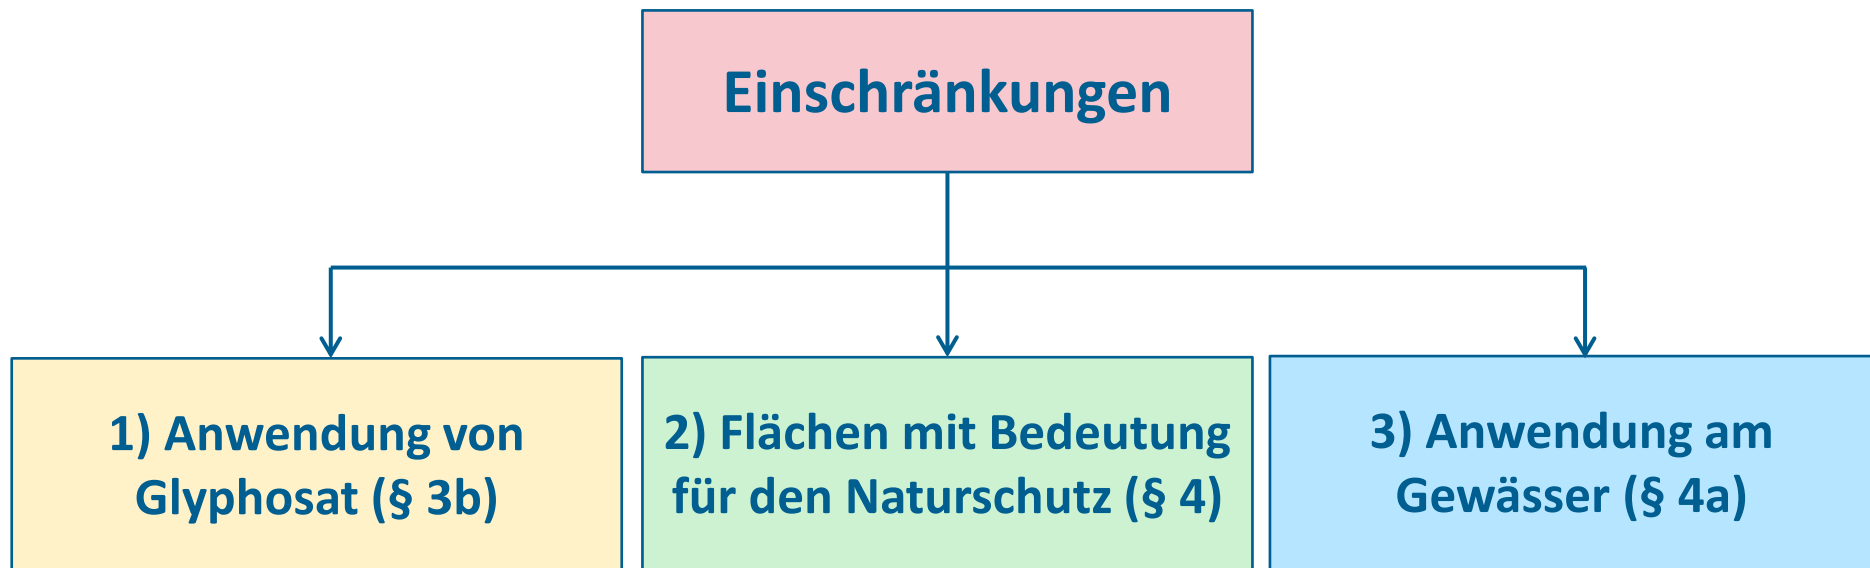 Einschränkungen
1) Anwendung von
Glyphosat (§ 3b)
2) Flächen mit Bedeutung
für den Naturschutz (§ 4)
3) Anwendung am
Gewässer (§ 4a)